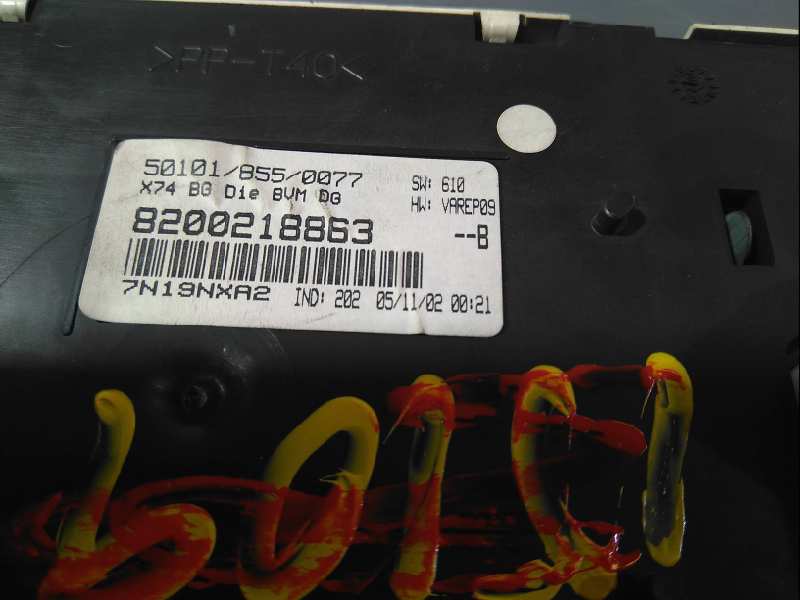 >PP-T40<
50101/855/0077
SW: 610
X74 BG Die BVM DG
HW: VAREP09
8200218863
--B
7N19NXA2
IND: 202 05/11/02 00:21